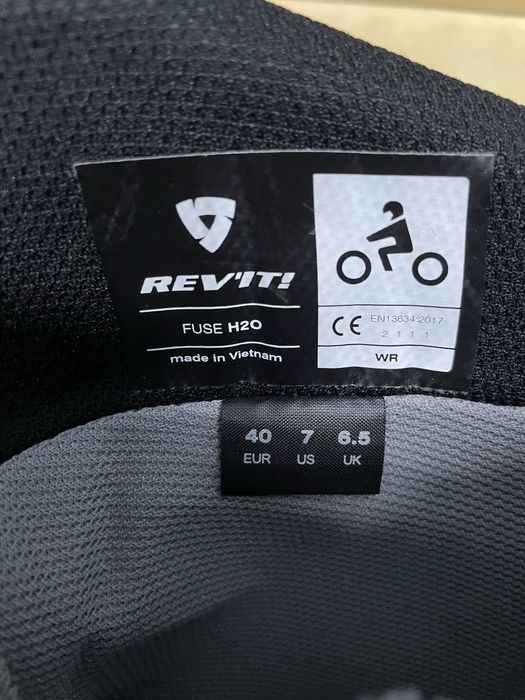 REV'IT!
FUSE H2O
made in Vietnam
CE EN13634:2017
2 1 1 1
WR
40 7 6.5
EUR US UK